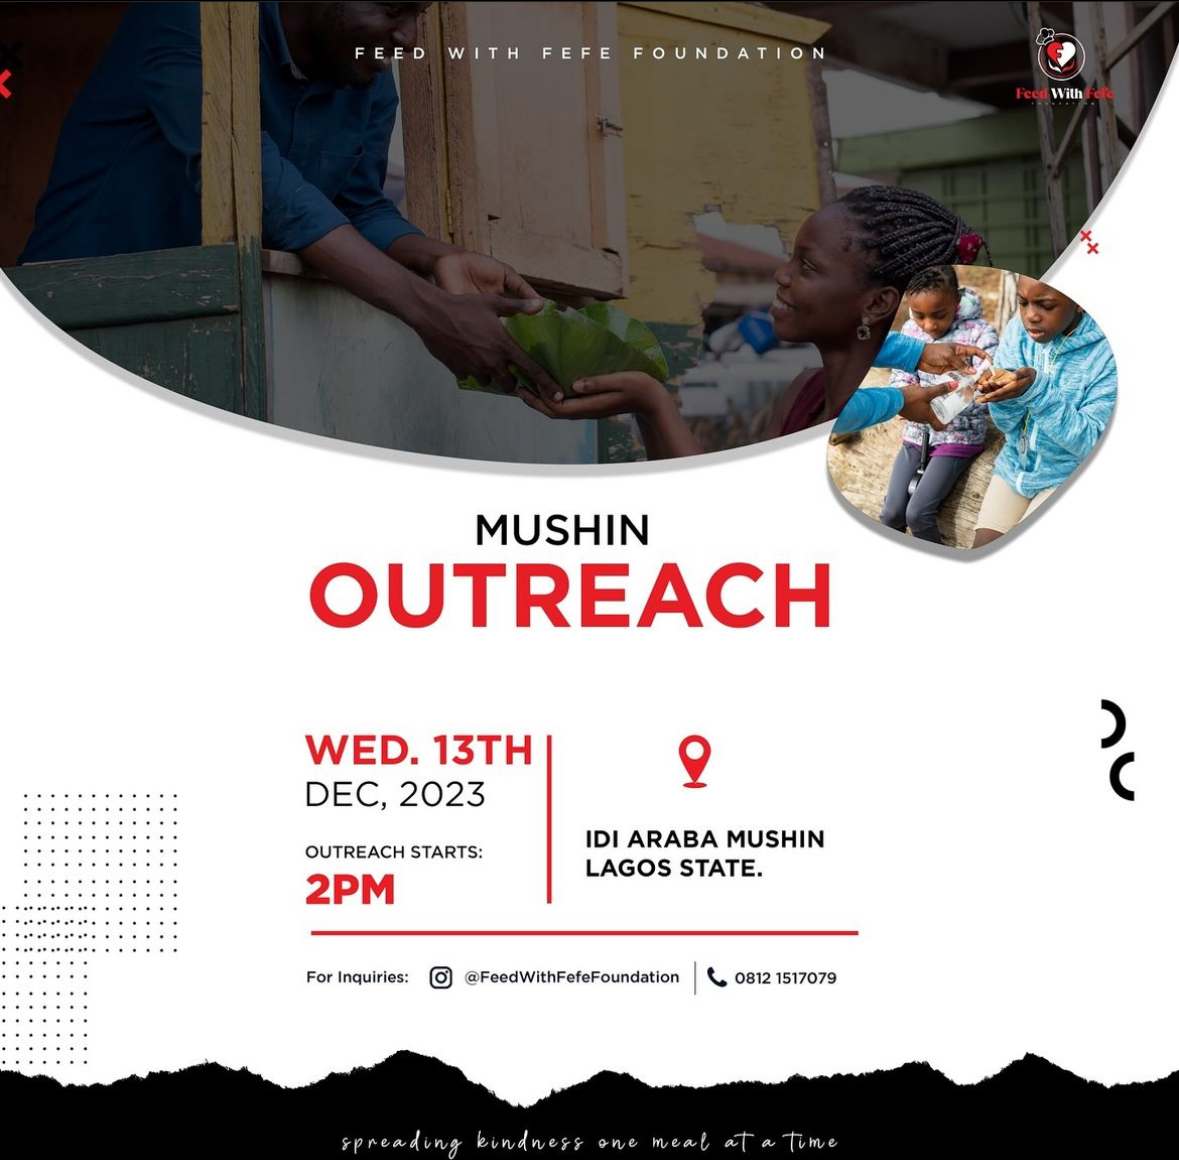 FEED WITH FEFE FOUNDATION
Feed With Fefe
FOUNDATION
MUSHIN
OUTREACH
WED. 13TH
DEC, 2023
OUTREACH STARTS:
2PM
IDI ARABA MUSHIN
LAGOS STATE.
For Inquiries: @FeedWithFefeFoundation 0812 1517079
spreading kindness one meal at a time